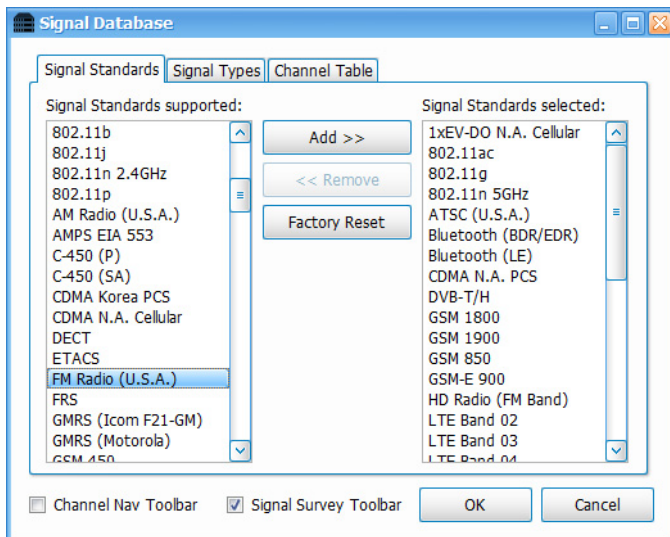 Signal Database
Signal Standards
Signal Types
Channel Table
Signal Standards supported:
802.11b
802.11j
802.11n 2.4GHz
802.11p
AM Radio (U.S.A.)
AMPS EIA 553
C-450 (P)
C-450 (SA)
CDMA Korea PCS
CDMA N.A. Cellular
DECT
ETACS
FM Radio (U.S.A.)
FRS
GMRS (Icom F21-GM)
GMRS (Motorola)
GSM 450
Add >>
<< Remove
Factory Reset
Signal Standards selected:
1xEV-DO N.A. Cellular
802.11ac
802.11g
802.11n 5GHz
ATSC (U.S.A.)
Bluetooth (BDR/EDR)
Bluetooth (LE)
CDMA N.A. PCS
DVB-T/H
GSM 1800
GSM 1900
GSM 850
GSM-E 900
HD Radio (FM Band)
LTE Band 02
LTE Band 03
LTE Band 04
Channel Nav Toolbar
Signal Survey Toolbar
OK
Cancel